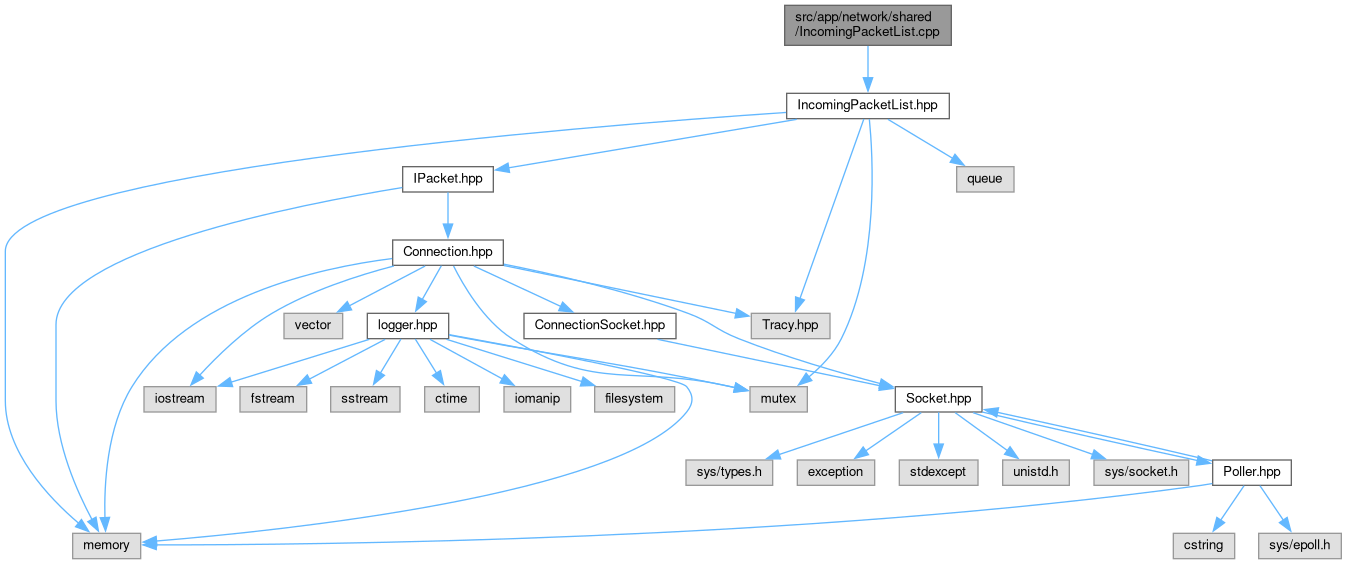 src/app/network/shared
/IncomingPacketList.cpp
IncomingPacketList.hpp
IPacket.hpp
queue
Connection.hpp
vector
logger.hpp
ConnectionSocket.hpp
Tracy.hpp
iostream
fstream
sstream
ctime
iomanip
filesystem
mutex
Socket.hpp
sys/types.h
exception
stdexcept
unistd.h
sys/socket.h
Poller.hpp
memory
cstring
sys/epoll.h